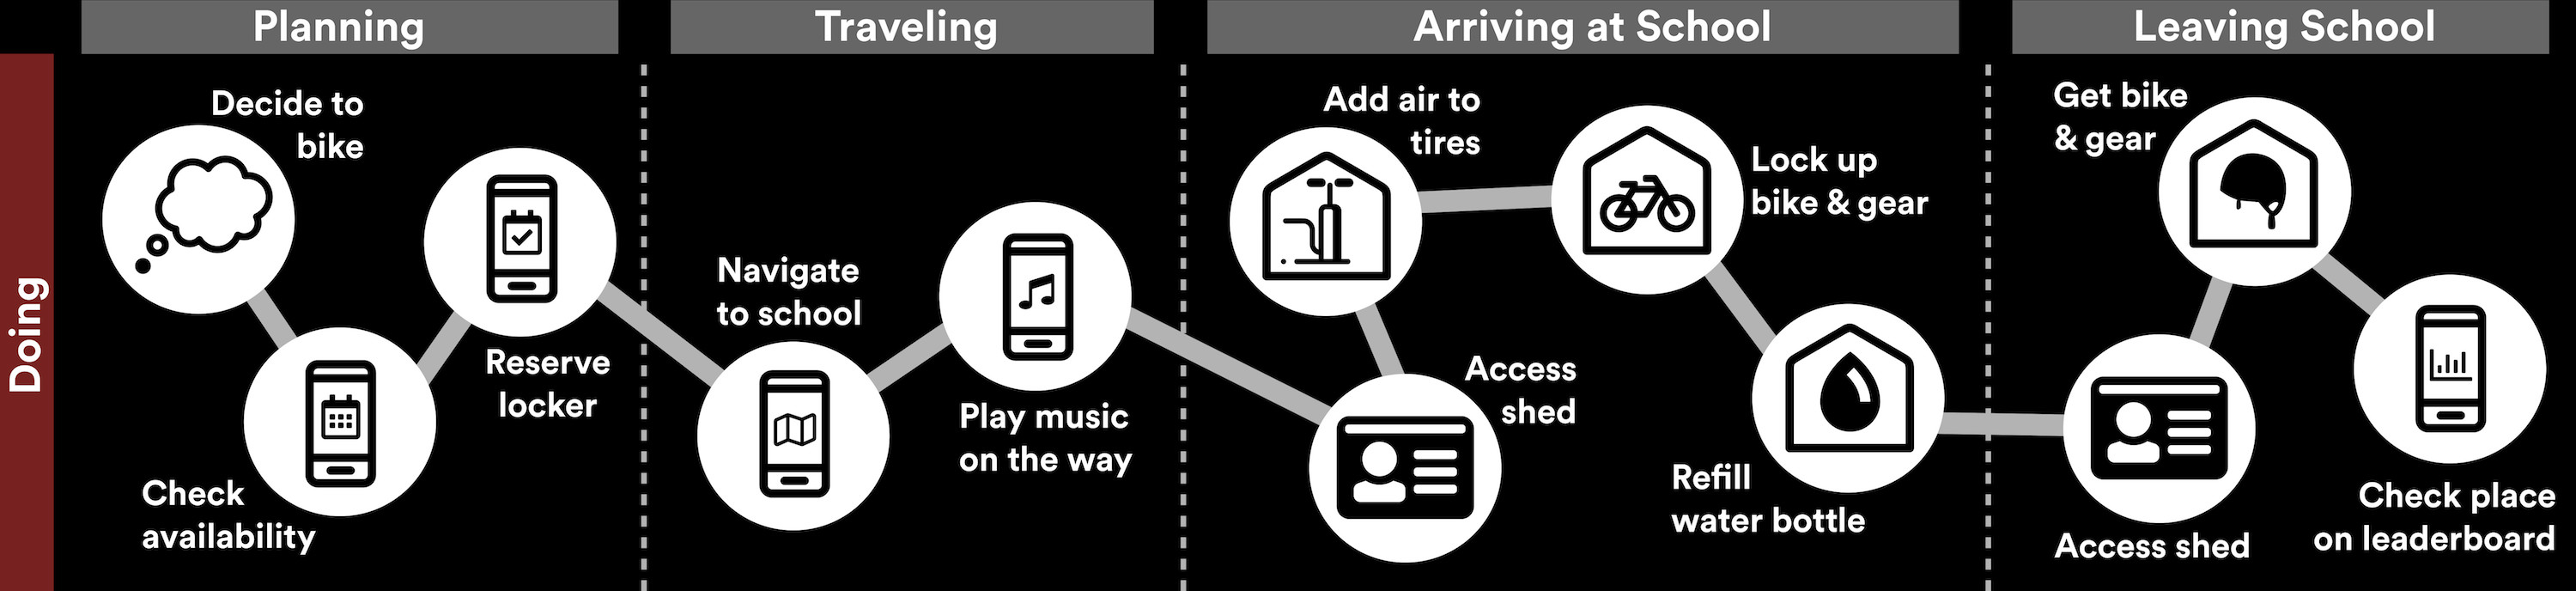 Planning
Traveling
Arriving at School
Leaving School
Doing
Decide to
bike
Check
availability
Reserve
locker
Navigate
to school
Play music
on the way
Access
shed
Add air to
tires
Lock up
bike & gear
Refill
water bottle
Access shed
Get bike
& gear
Check place
on leaderboard